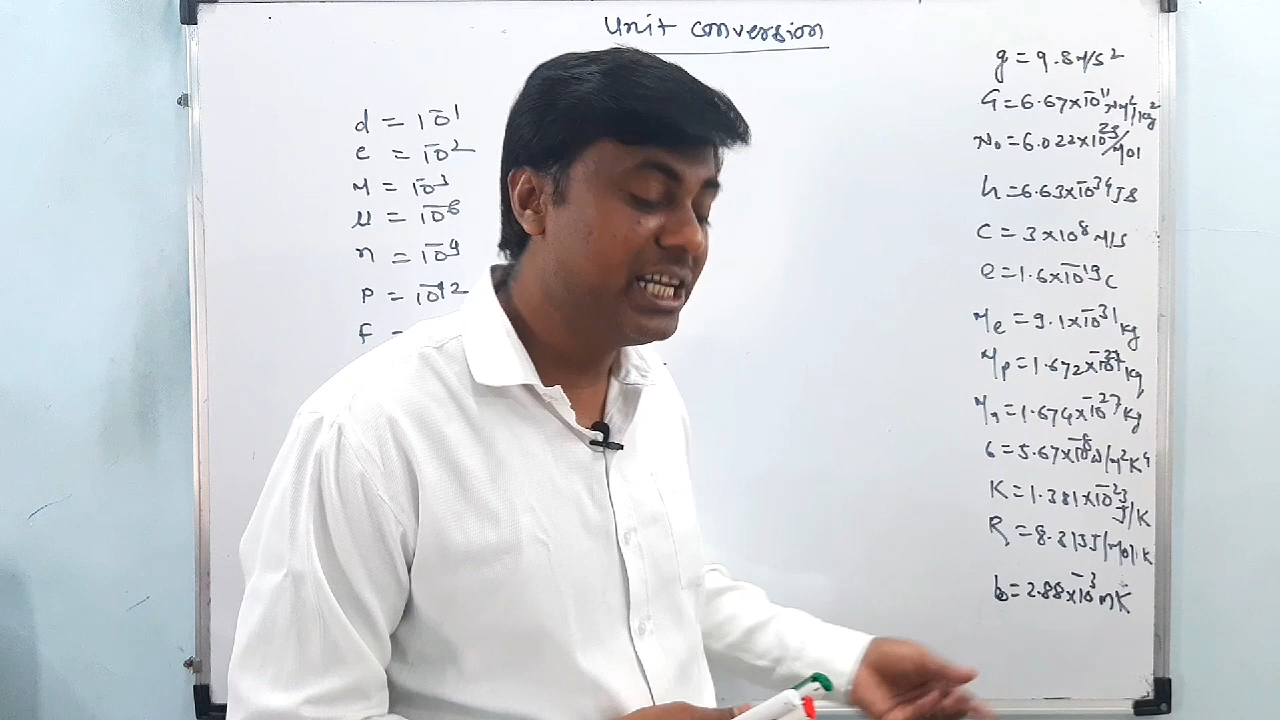 Unit conversion
d = 10⁻¹
c = 10⁻²
m = 10⁻³
μ = 10⁻⁶
n = 10⁻⁹
p = 10⁻¹²
f =
g = 9.8 m/s²
G = 6.67×10⁻¹¹ Nm²/kg²
N₀ = 6.022×10²³/mol
h = 6.63×10⁻³⁴ Js
c = 3×10⁸ m/s
e = 1.6×10⁻¹⁹ C
Me = 9.1×10⁻³¹ kg
Mp = 1.672×10⁻²⁷ kg
Mn = 1.674×10⁻²⁷ kg
σ = 5.67×10⁻⁸ J/m²K⁴
K = 1.381×10⁻²³ J/K
R = 8.313 J/mol.K
b = 2.88×10⁻³ mK